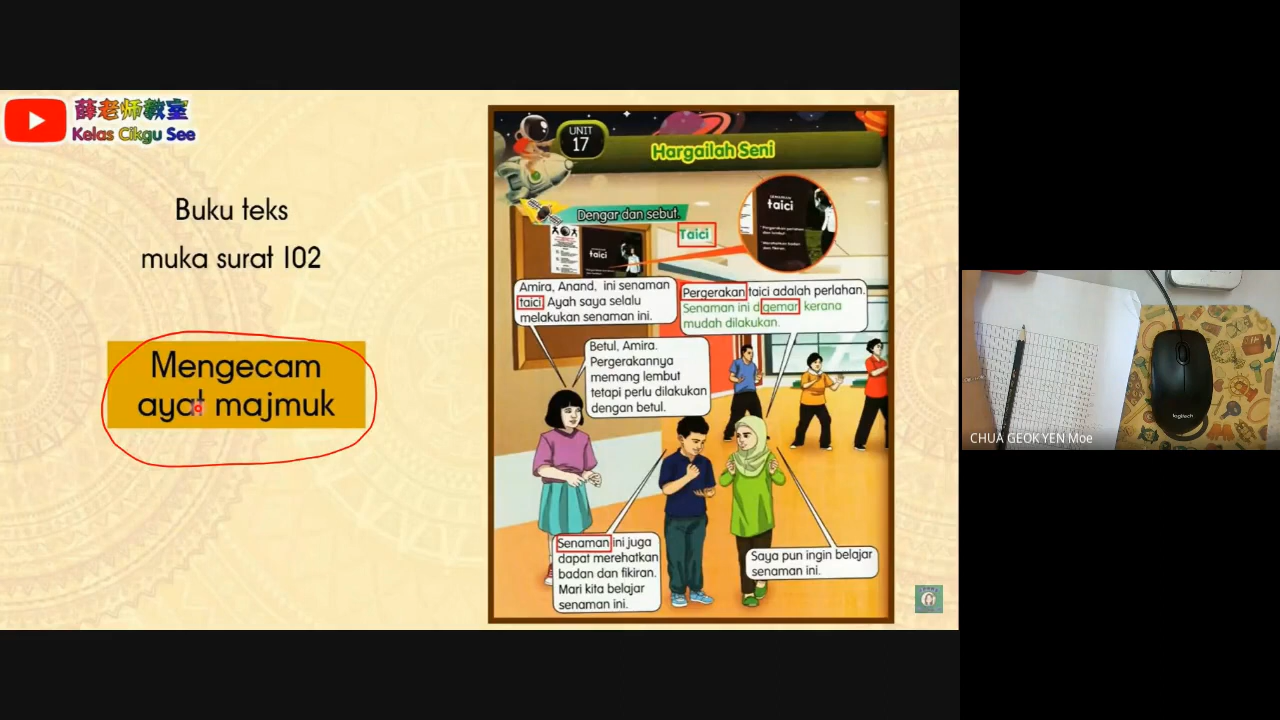 薛老师教室
Kelas Cikgu See
Buku teks
muka surat 102
Mengecam
ayat majmuk
UNIT
17
Hargailah Seni
Dengar dan sebut.
taici
Taici
taici
Amira, Anand, ini senaman
taici. Ayah saya selalu
melakukan senaman ini.
Pergerakan taici adalah perlahan.
Senaman ini digemari kerana
mudah dilakukan.
Betul, Amira.
Pergerakannya
memang lembut
tetapi perlu dilakukan
dengan betul.
Senaman ini juga
dapat merehatkan
badan dan fikiran.
Mari kita belajar
senaman ini.
Saya pun ingin belajar
senaman ini.
logitech
CHUA GEOK YEN Moe